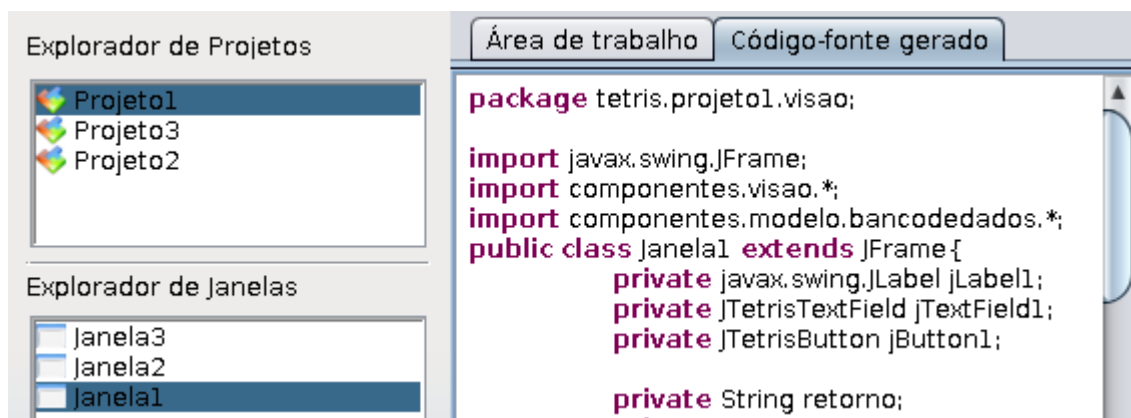 Explorador de Projetos
Projeto1
Projeto3
Projeto2
Explorador de Janelas
Janela3
Janela2
Janela1
Área de trabalho
Código-fonte gerado
package tetris.projeto1.visao;
import javax.swing.JFrame;
import componentes.visao.*;
import componentes.modelo.bancodedados.*;
public class Janela1 extends JFrame{
private javax.swing.JLabel jLabel1;
private JTetrisTextField jTextField1;
private JTetrisButton jButton1;
private String retorno;